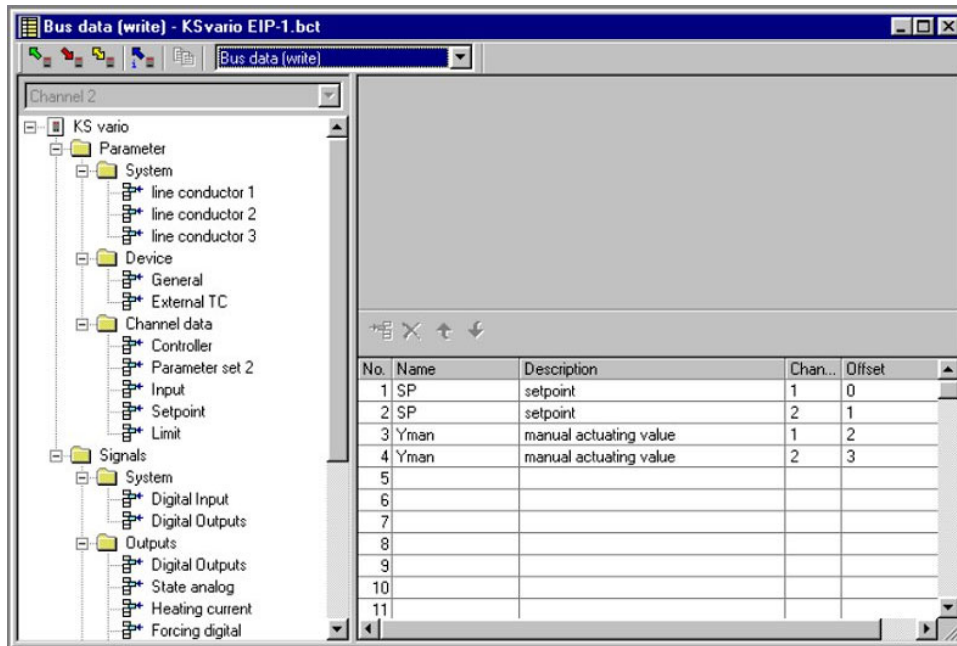 Bus data (write) - KSvario EIP-1.bct
Bus data (write)
Channel 2
KS vario
Parameter
System
line conductor 1
line conductor 2
line conductor 3
Device
General
External TC
Channel data
Controller
Parameter set 2
Input
Setpoint
Limit
Signals
System
Digital Input
Digital Outputs
Outputs
Digital Outputs
State analog
Heating current
Forcing digital
No. Name Description Chan... Offset
1 SP setpoint 1 0
2 SP setpoint 2 1
3 Yman manual actuating value 1 2
4 Yman manual actuating value 2 3
5
6
7
8
9
10
11